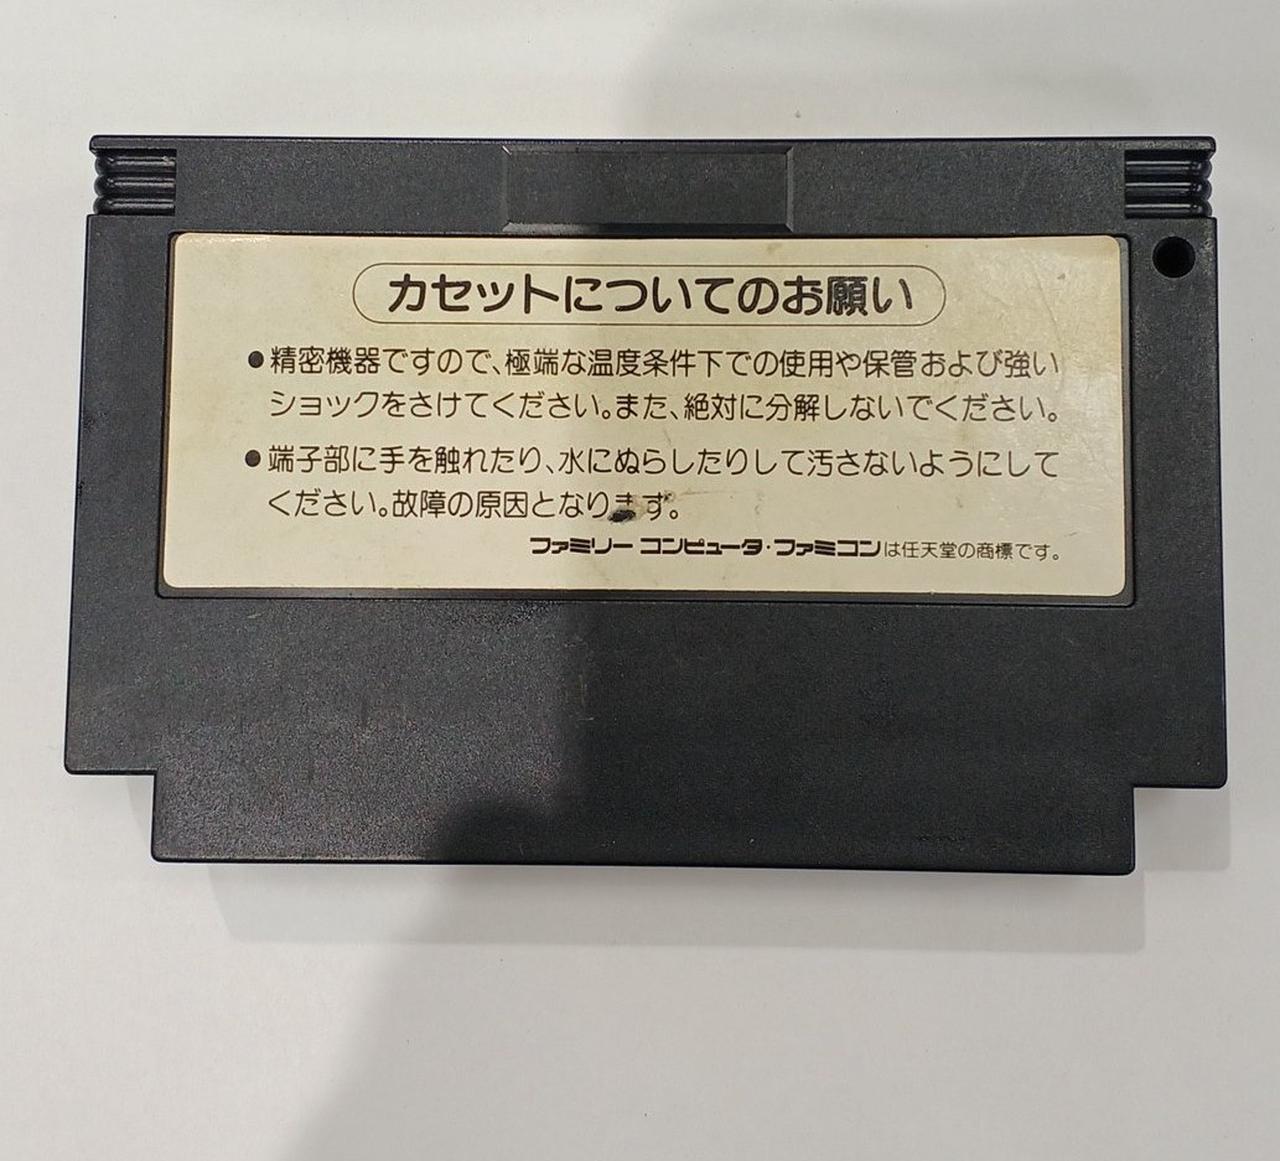 カセットについてのお願い
●精密機器ですので、極端な温度条件下での使用や保管および強い
ショックをさけてください。また、絶対に分解しないでください。
●端子部に手を触れたり、水にぬらしたりして汚さないようにして
ください。故障の原因となります。
ファミリー コンピュータ・ファミコンは任天堂の商標です。